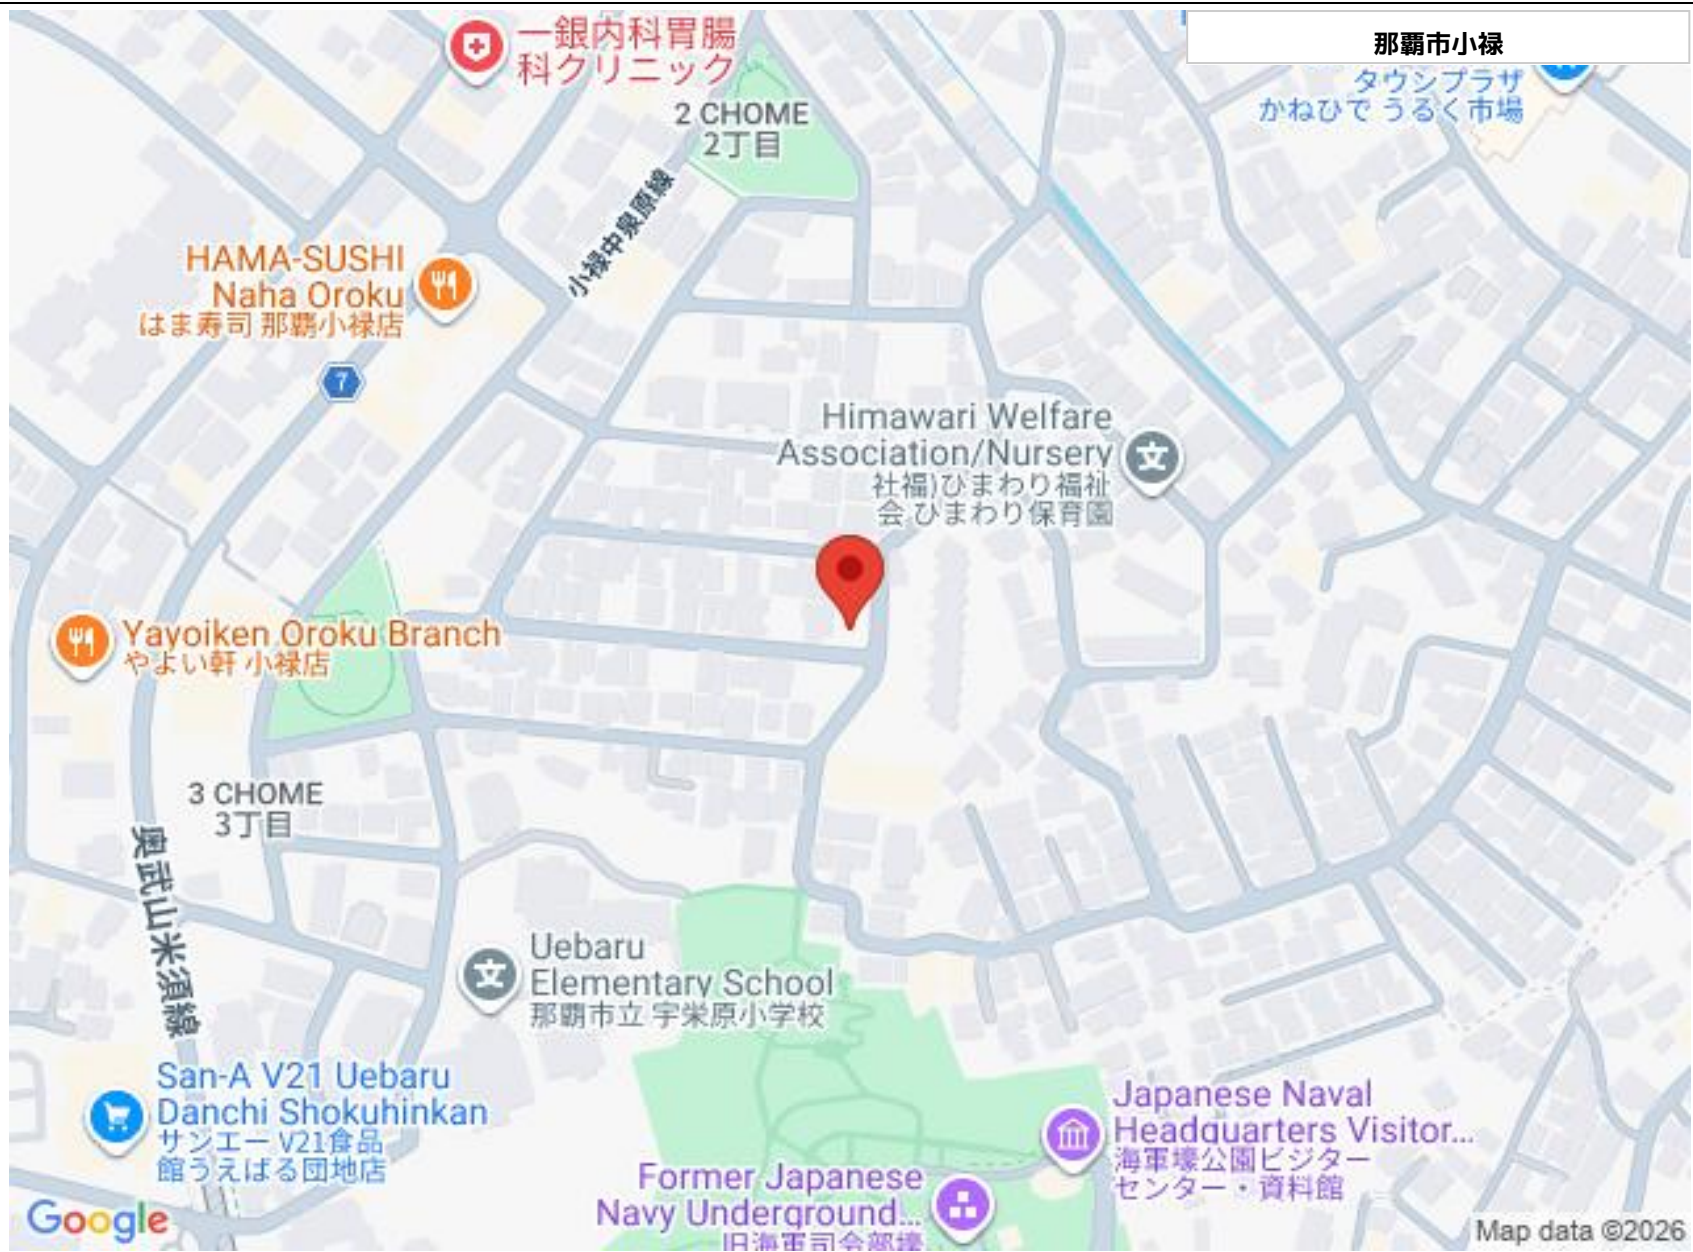 一銀内科胃腸
科クリニック
那覇市小禄
タウンプラザ
かねひで うるく市場
2 CHOME
2丁目
小禄中泉原線
HAMA-SUSHI
Naha Oroku
はま寿司 那覇小禄店
7
Himawari Welfare
Association/Nursery
社福)ひまわり福祉
会 ひまわり保育園
Yayoiken Oroku Branch
やよい軒 小禄店
3 CHOME
3丁目
奥武山米須線
Uebaru
Elementary School
那覇市立 宇栄原小学校
San-A V21 Uebaru
Danchi Shokuhinkan
サンエー V21食品
館うえばる団地店
Japanese Naval
Headquarters Visitor...
海軍壕公園ビジター
センター・資料館
Former Japanese
Navy Underground...
旧海軍司令部壕
Google
Map data ©2026